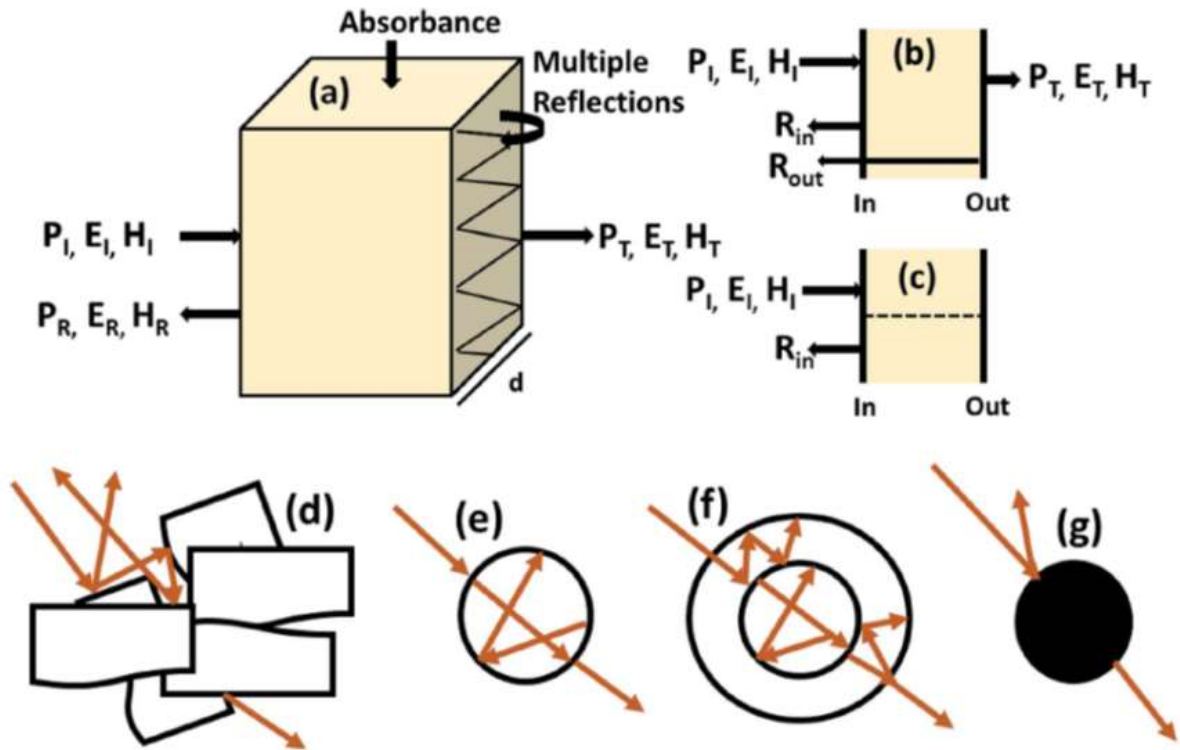 Absorbance
(a)
Multiple
Reflections
P_I, E_I, H_I
P_R, E_R, H_R
P_T, E_T, H_T
d
(b)
P_I, E_I, H_I
P_T, E_T, H_T
R_in
R_out
In Out
(c)
P_I, E_I, H_I
R_in
In Out
(d)
(e)
(f)
(g)